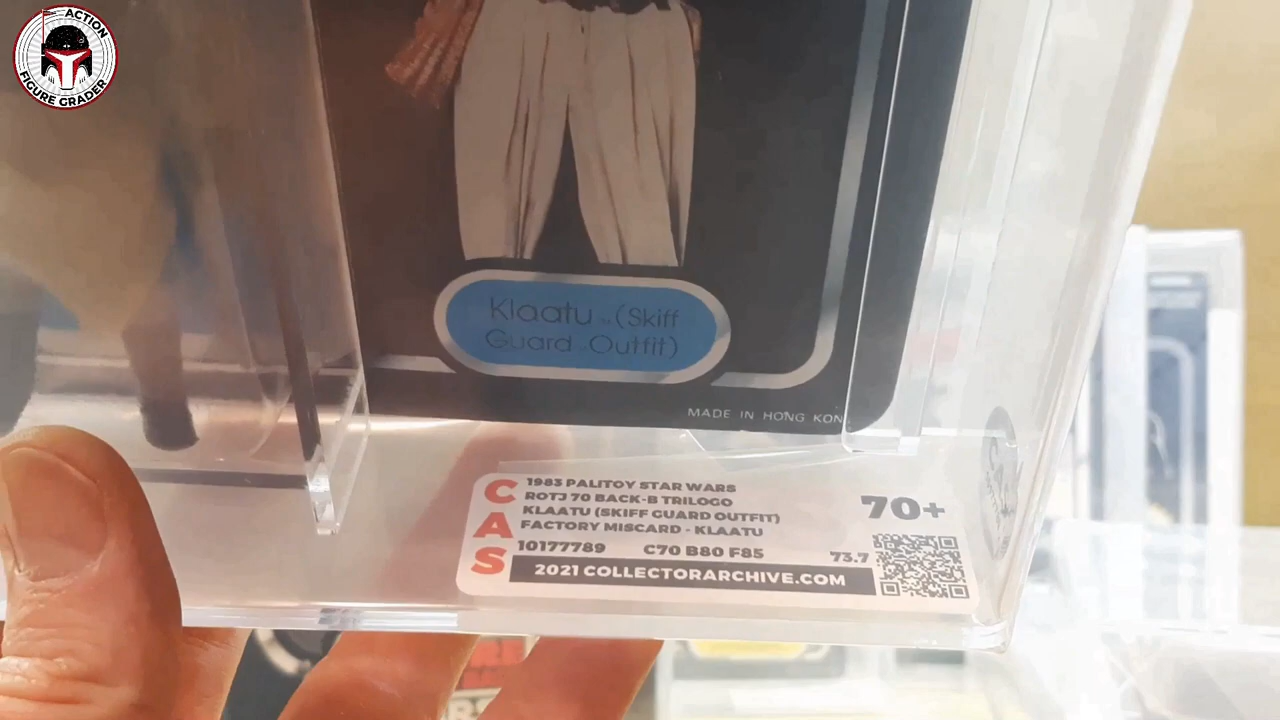 ACTION
FIGURE GRADER
Klaatu (Skiff
Guard Outfit)
MADE IN HONG KON
CAS
1983 PALITOY STAR WARS
ROTJ 70 BACK-B TRILOGO
KLAATU (SKIFF GUARD OUTFIT)
FACTORY MISCARD - KLAATU
70+
10177789 C70 B80 F85 73.7
2021 COLLECTORARCHIVE.COM